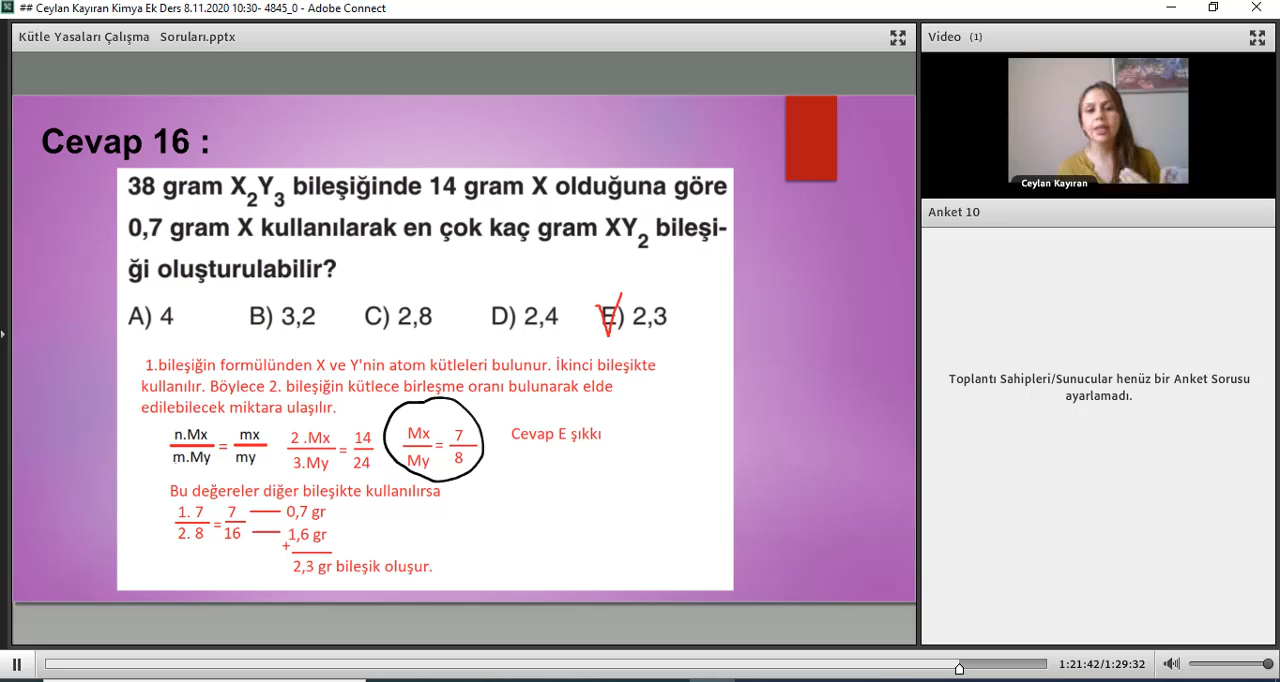 ## Ceylan Kayıran Kimya Ek Ders 8.11.2020 10:30- 4845_0 - Adobe Connect
Kütle Yasaları Çalışma Soruları.pptx
Cevap 16 :
38 gram X2Y3 bileşiğinde 14 gram X olduğuna göre
0,7 gram X kullanılarak en çok kaç gram XY2 bileşi-
ği oluşturulabilir?
A) 4 B) 3,2 C) 2,8 D) 2,4 E) 2,3
1.bileşiğin formülünden X ve Y'nin atom kütleleri bulunur. İkinci bileşikte
kullanılır. Böylece 2. bileşiğin kütlece birleşme oranı bulunarak elde
edilebilecek miktara ulaşılır.
n.Mx / m.My = mx / my
2 .Mx / 3.My = 14 / 24
Mx / My = 7 / 8
Cevap E şıkkı
Bu değereler diğer bileşikte kullanılırsa
1. 7 / 2. 8 = 7 / 16
0,7 gr
1,6 gr
+
2,3 gr bileşik oluşur.
Video (1)
Ceylan Kayıran
Anket 10
Toplantı Sahipleri/Sunucular henüz bir Anket Sorusu
ayarlamadı.
1:21:42/1:29:32